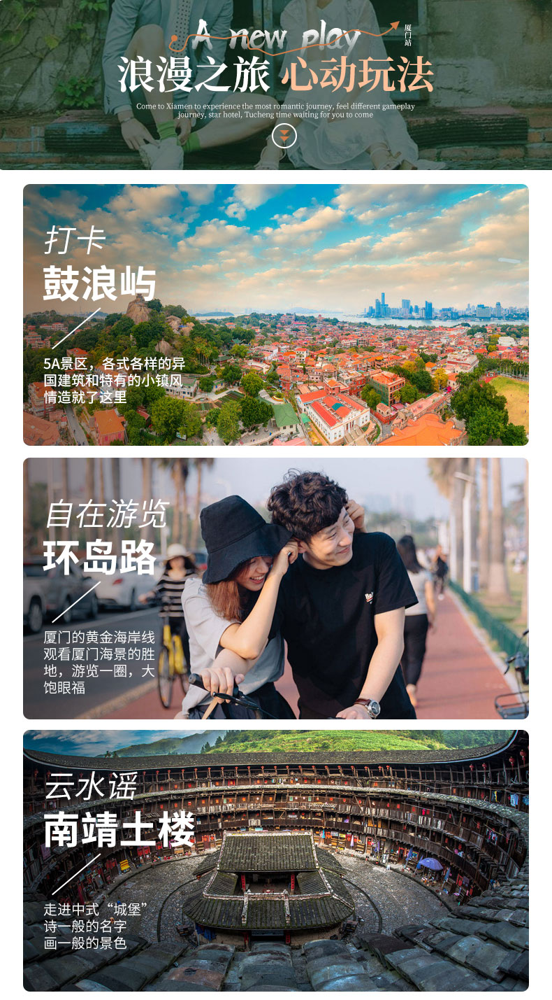 A new play
厦门站
浪漫之旅 心动玩法
Come to Xiamen to experience the most romantic journey, feel different gameplay
journey, star hotel, Tucheng time waiting for you to come
打卡
鼓浪屿
5A景区，各式各样的异
国建筑和特有的小镇风
情造就了这里
自在游览
环岛路
厦门的黄金海岸线
观看厦门海景的胜
地，游览一圈，大
饱眼福
云水谣
南靖土楼
走进中式“城堡”
诗一般的名字
画一般的景色